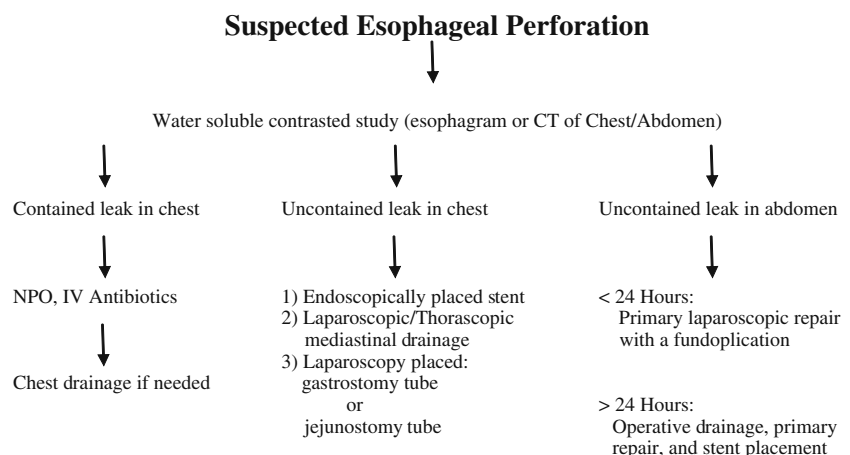 Suspected Esophageal Perforation
Water soluble contrasted study (esophagram or CT of Chest/Abdomen)
Contained leak in chest
NPO, IV Antibiotics
Chest drainage if needed
Uncontained leak in chest
1) Endoscopically placed stent
2) Laparoscopic/Thorascopic
mediastinal drainage
3) Laparoscopy placed:
gastrostomy tube
or
jejunostomy tube
Uncontained leak in abdomen
< 24 Hours:
Primary laparoscopic repair
with a fundoplication
> 24 Hours:
Operative drainage, primary
repair, and stent placement